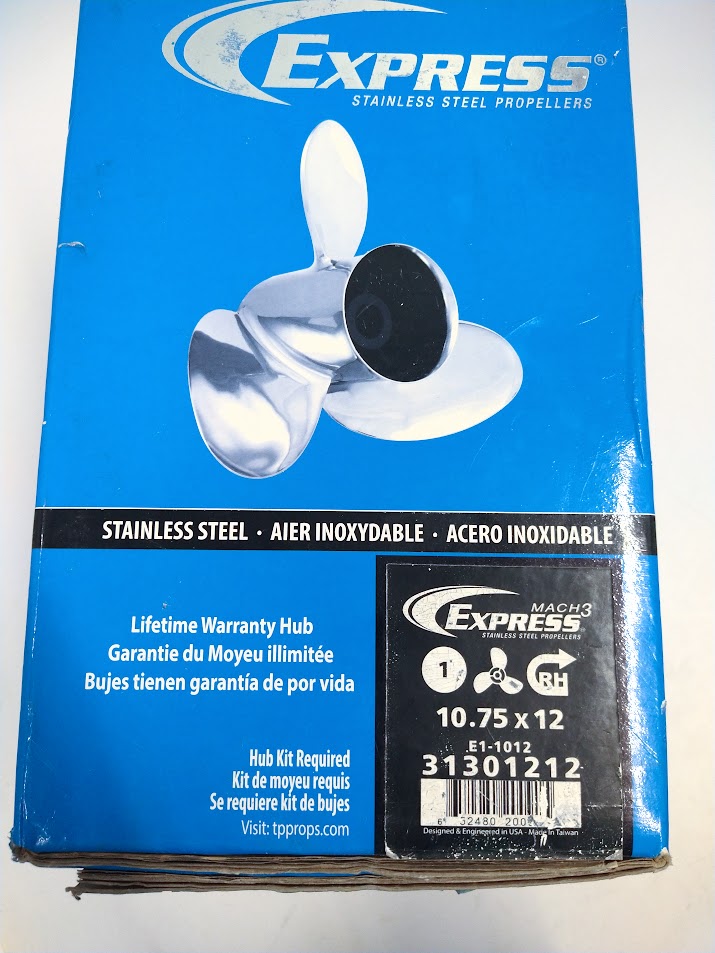 EXPRESS®
STAINLESS STEEL PROPELLERS
STAINLESS STEEL · AIER INOXYDABLE · ACERO INOXIDABLE
Lifetime Warranty Hub
Garantie du Moyeu illimitée
Bujes tienen garantía de por vida
Hub Kit Required
Kit de moyeu requis
Se requiere kit de bujes
Visit: tpprops.com
EXPRESS MACH3
STAINLESS STEEL PROPELLERS
1 RH
10.75 x 12
E1-1012
31301212
Designed & Engineered in USA - Made in Taiwan